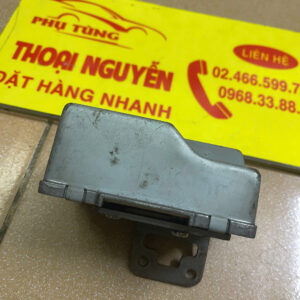 PHỤ TÙNG
THOẠI NGUYỄN
ĐẶT HÀNG NHANH
LIÊN HỆ
02.466.599.7
0968.33.88.